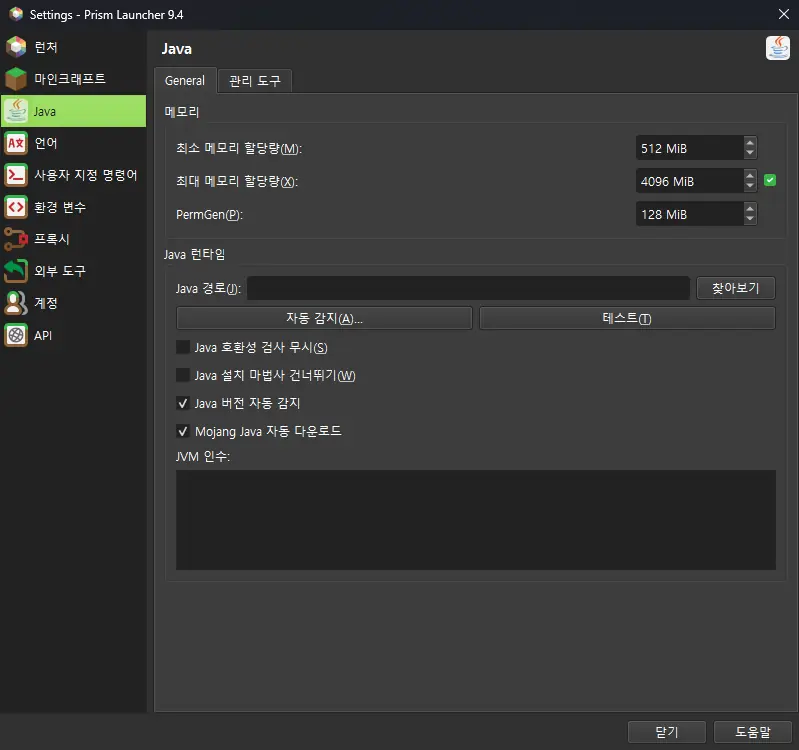 Settings - Prism Launcher 9.4
런처
마인크래프트
Java
언어
사용자 지정 명령어
환경 변수
프록시
외부 도구
계정
API
Java
General
관리 도구
메모리
최소 메모리 할당량(M):
512 MiB
최대 메모리 할당량(X):
4096 MiB
PermGen(P):
128 MiB
Java 런타임
Java 경로(J):
찾아보기
자동 감지(A)...
테스트(T)
Java 호환성 검사 무시(S)
Java 설치 마법사 건너뛰기(W)
Java 버전 자동 감지
Mojang Java 자동 다운로드
JVM 인수:
닫기
도움말